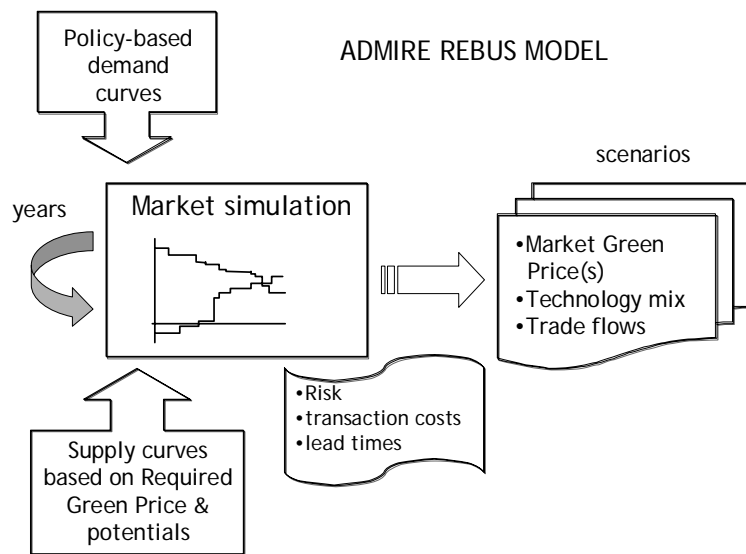 Policy-based
demand
curves
ADMIRE REBUS MODEL
scenarios
years
Market simulation
•Market Green
Price(s)
•Technology mix
•Trade flows
•Risk
•transaction costs
•lead times
Supply curves
based on Required
Green Price &
potentials